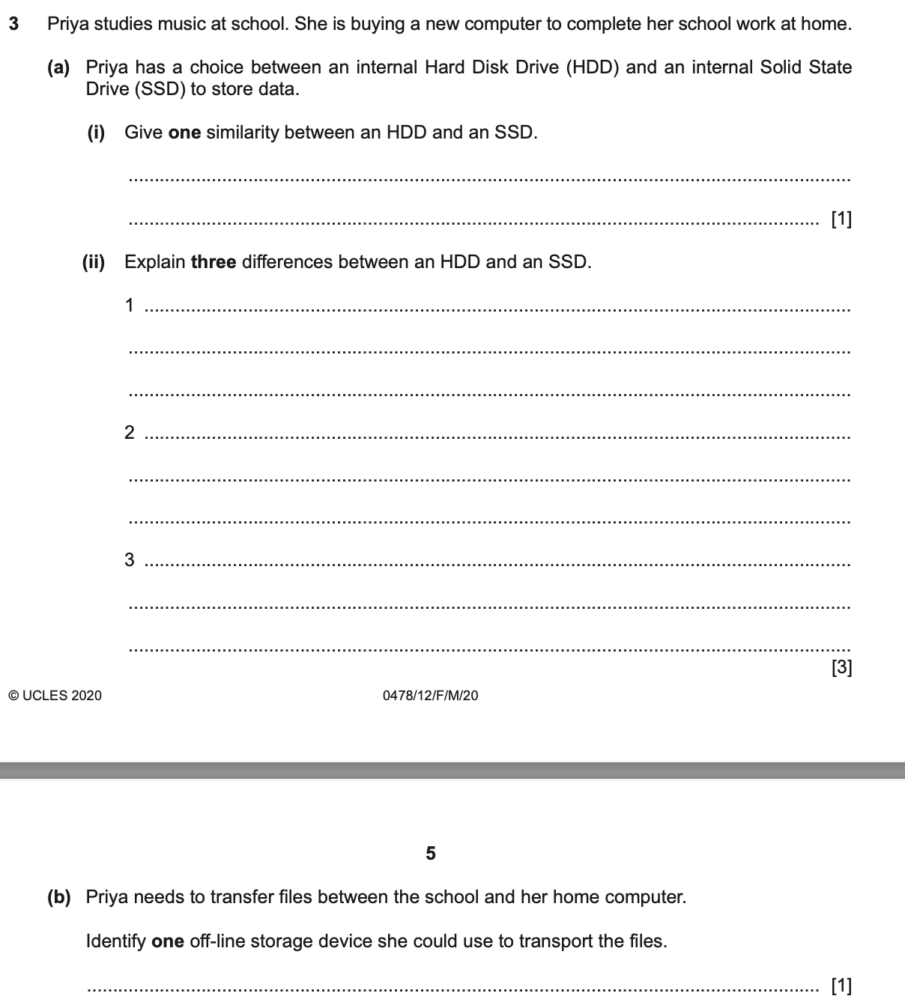 3 Priya studies music at school. She is buying a new computer to complete her school work at home.
(a) Priya has a choice between an internal Hard Disk Drive (HDD) and an internal Solid State
Drive (SSD) to store data.
(i) Give one similarity between an HDD and an SSD.
[1]
(ii) Explain three differences between an HDD and an SSD.
1
2
3
[3]
© UCLES 2020 0478/12/F/M/20
5
(b) Priya needs to transfer files between the school and her home computer.
Identify one off-line storage device she could use to transport the files.
[1]